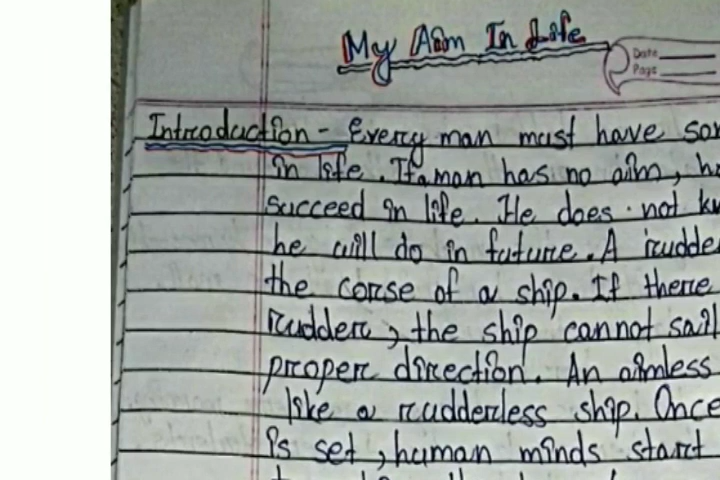 My Aim In Life
Date
Page
Introduction - Every man must have
in life. If a man has no aim,
succeed in life. He does not
he will do in future. A
the corse of a ship. If there
rudder, the ship cannot sail
proper direction. An aimless
like a rudderless ship. Once
is set, human minds start